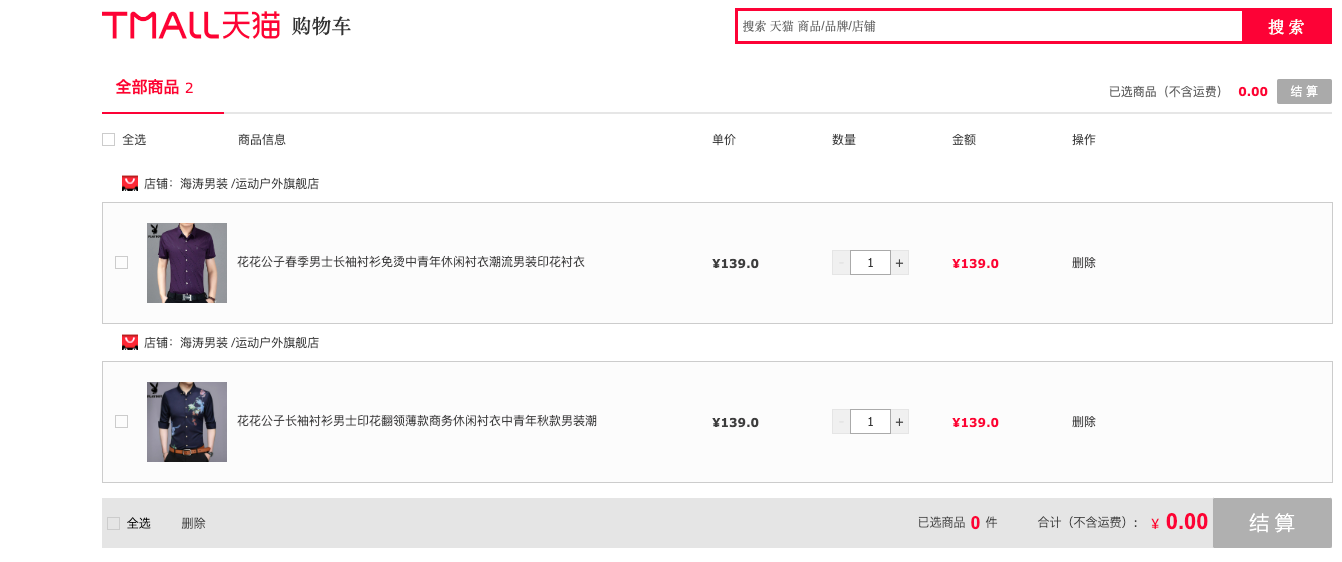 TMALL天猫 购物车
搜索 天猫 商品/品牌/店铺 搜索
全部商品 2
已选商品（不含运费） 0.00 结算
全选 商品信息 单价 数量 金额 操作
店铺：海涛男装 /运动户外旗舰店
花花公子春季男士长袖衬衫免烫中青年休闲衬衣潮流男装印花衬衣 ¥139.0 - 1 + ¥139.0 删除
店铺：海涛男装 /运动户外旗舰店
花花公子长袖衬衫男士印花翻领薄款商务休闲衬衣中青年秋款男装潮 ¥139.0 - 1 + ¥139.0 删除
全选 删除 已选商品 0 件 合计（不含运费）: ¥ 0.00 结算